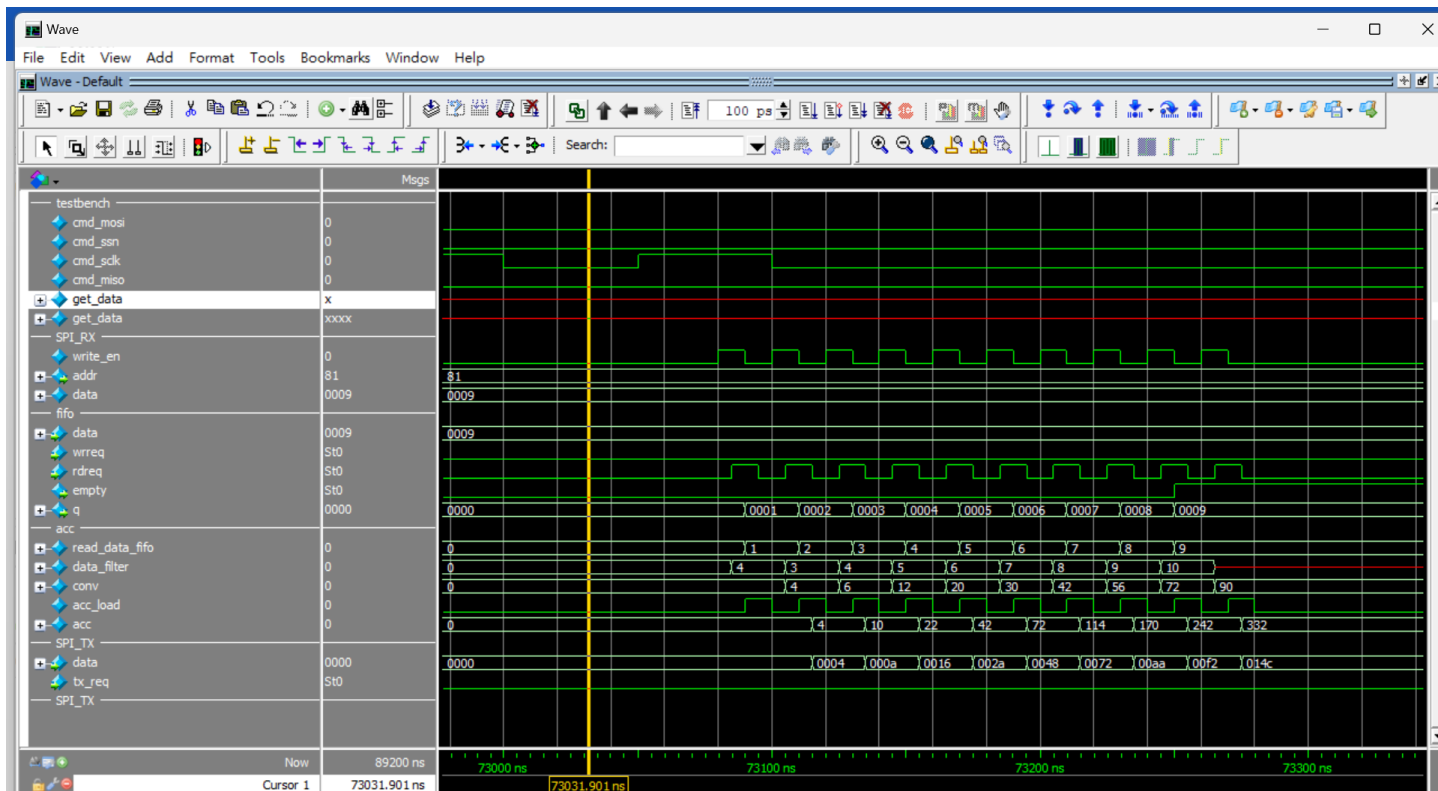 Wave
File Edit View Add Format Tools Bookmarks Window Help
Wave - Default
100 ps
Search:
Msgs
testbench
cmd_mosi 0
cmd_ssn 0
cmd_sclk 0
cmd_miso 0
get_data x
get_data xxxx
SPI_RX
write_en 0
addr 81 81
data 0009 0009
fifo
data 0009 0009
wrreq St0
rdreq St0
empty St0
q 0000 0000 0001 0002 0003 0004 0005 0006 0007 0008 0009
acc
read_data_fifo 0 0 1 2 3 4 5 6 7 8 9
data_filter 0 0 4 3 4 5 6 7 8 9 10
conv 0 0 4 6 12 20 30 42 56 72 90
acc_load 0
acc 0 0 4 10 22 42 72 114 170 242 332
SPI_TX
data 0000 0000 0004 000a 0016 002a 0048 0072 00aa 00f2 014c
tx_req St0
SPI_TX
Now 89200 ns 73000 ns 73100 ns 73200 ns 73300 ns
Cursor 1 73031.901 ns 73031.901 ns